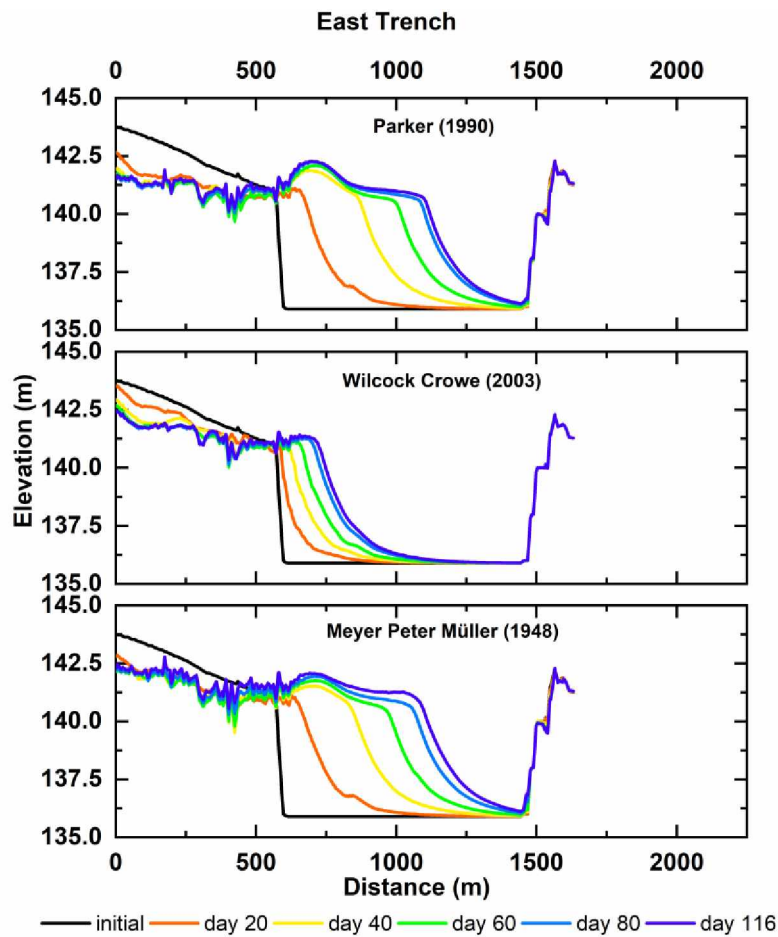 East Trench
0 500 1000 1500 2000
145.0
Parker (1990)
142.5
140.0
137.5
135.0
145.0
Wilcock Crowe (2003)
142.5
140.0
137.5
135.0
145.0
Meyer Peter Müller (1948)
142.5
140.0
137.5
135.0
Elevation (m)
0 500 1000 1500 2000
Distance (m)
initial day 20 day 40 day 60 day 80 day 116